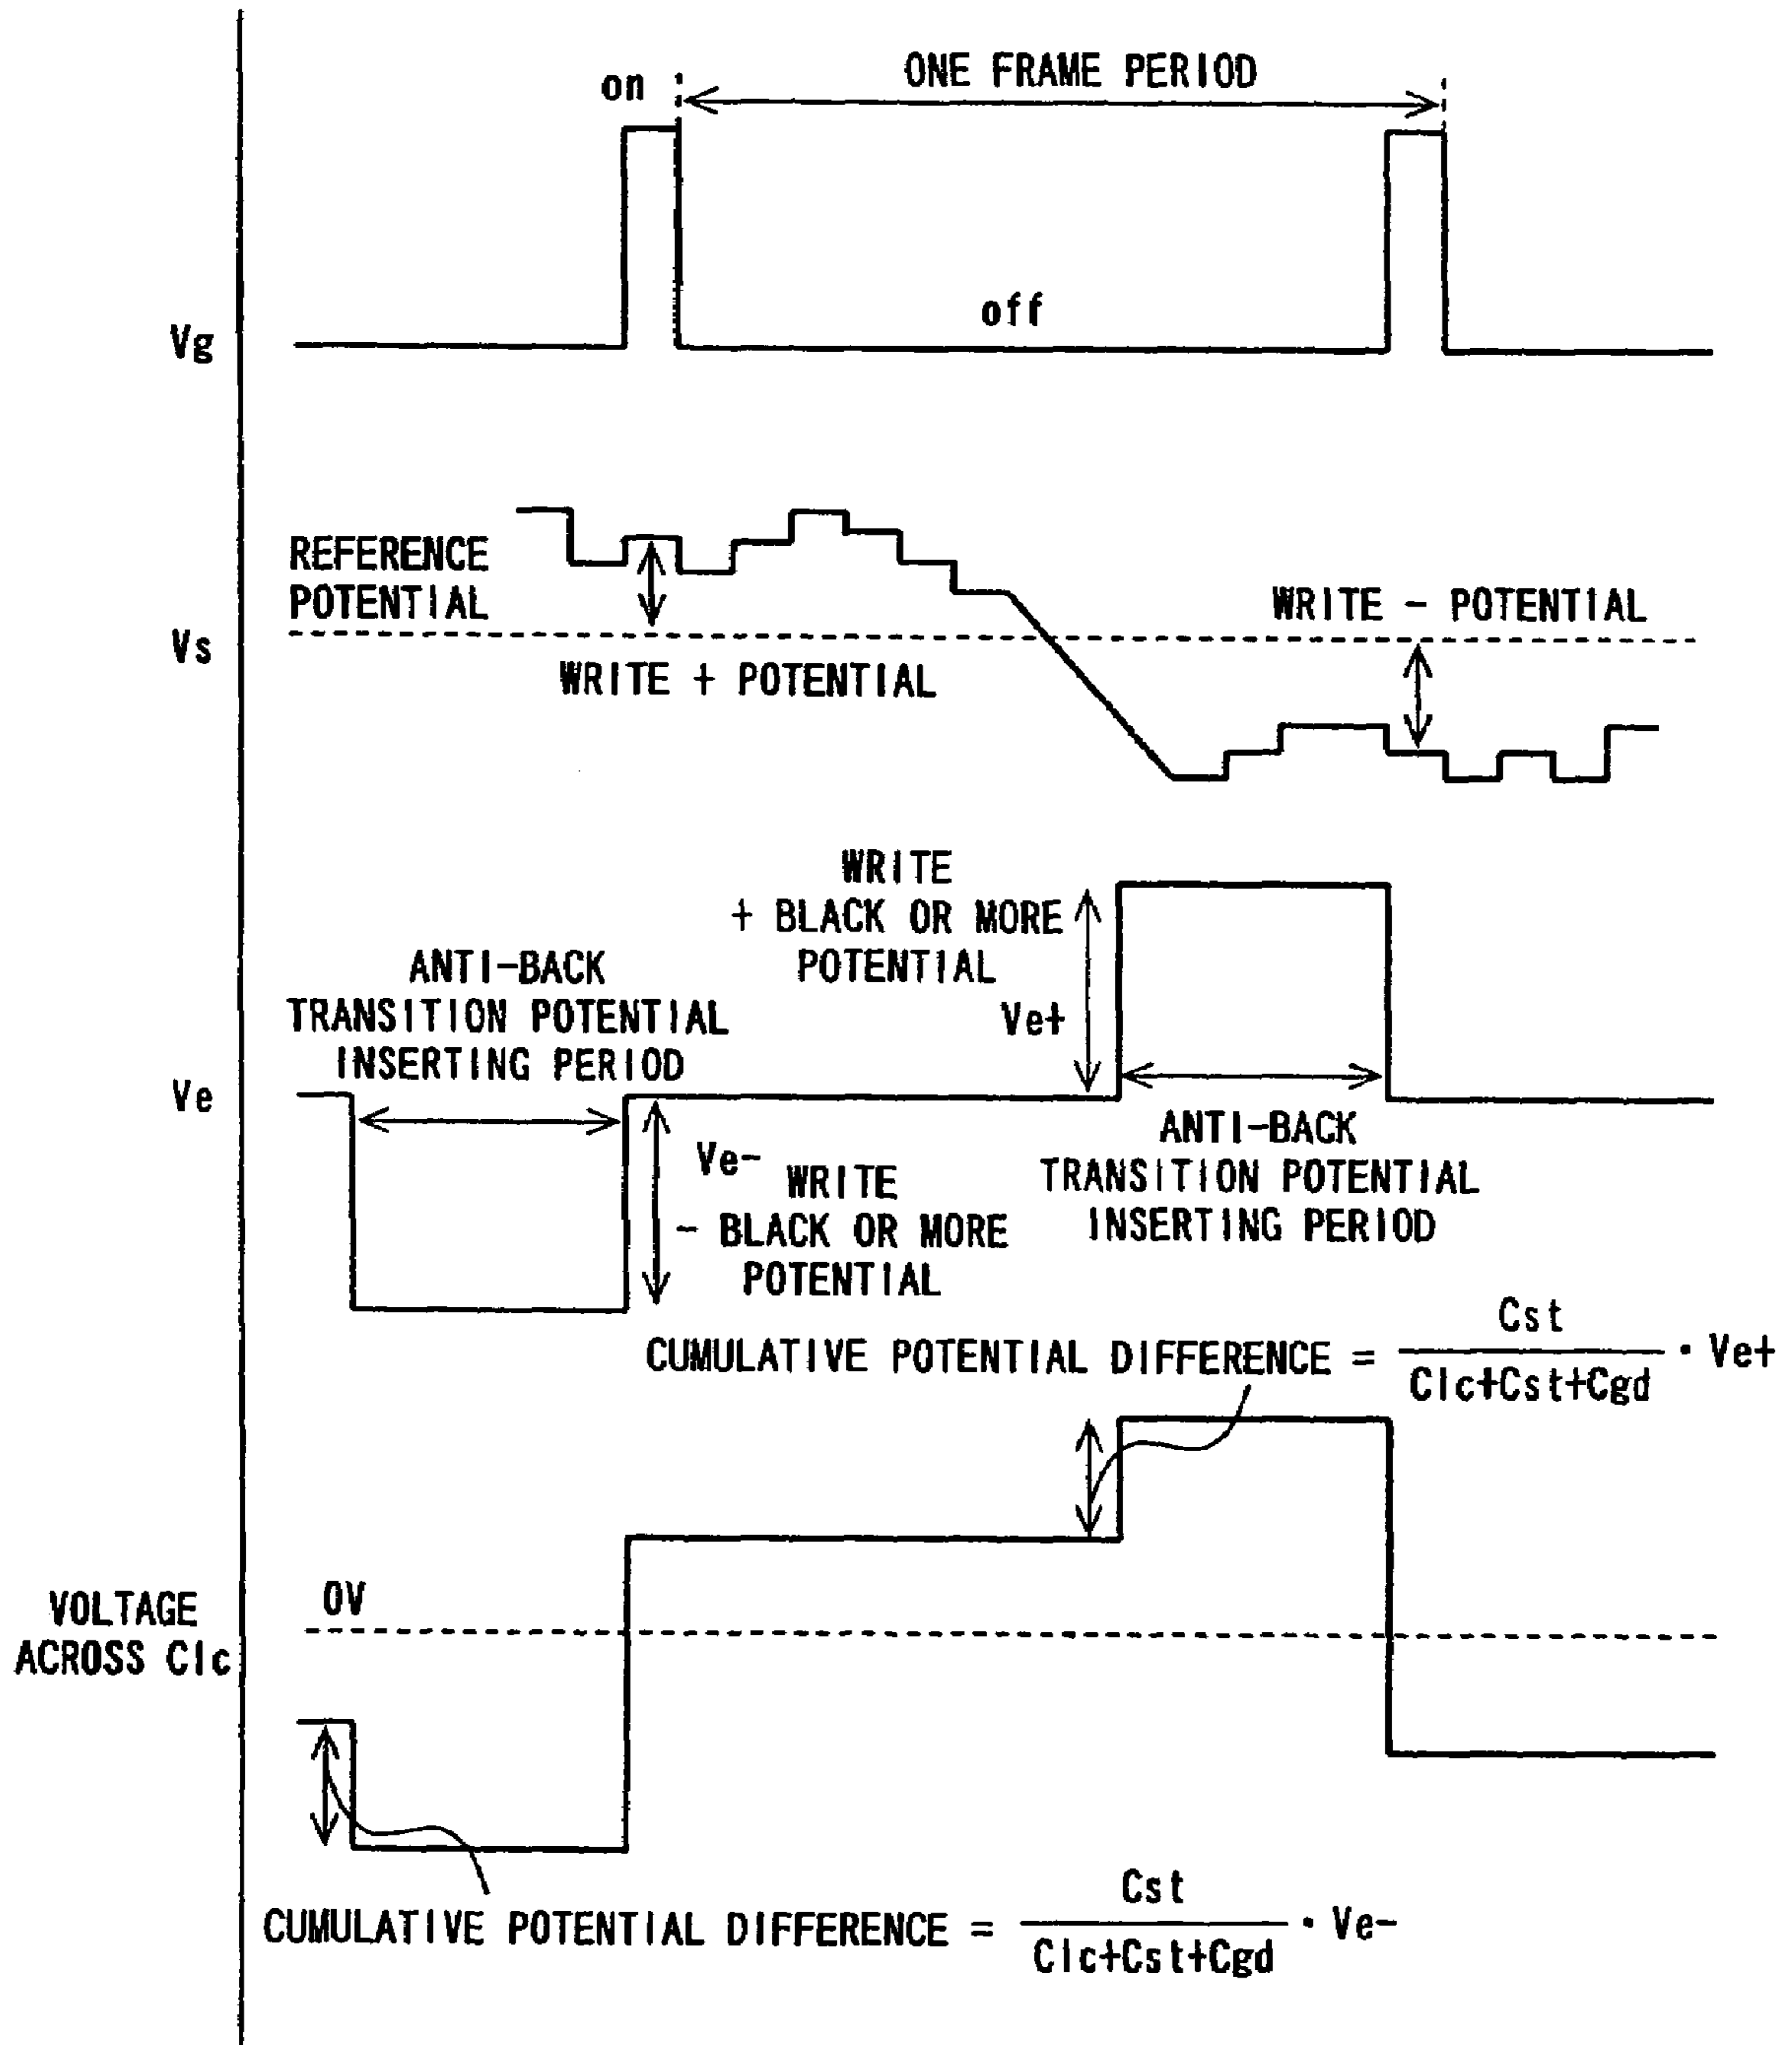 ONE FRAME PERIOD
on
off
Vg
REFERENCE
POTENTIAL
WRITE - POTENTIAL
Vs
WRITE + POTENTIAL
WRITE
+ BLACK OR MORE
POTENTIAL
Ve+
ANTI-BACK
TRANSITION POTENTIAL
INSERTING PERIOD
Ve
ANTI-BACK
TRANSITION POTENTIAL
INSERTING PERIOD
Ve-
WRITE
- BLACK OR MORE
POTENTIAL
CUMULATIVE POTENTIAL DIFFERENCE = Cst / Clc+Cst+Cgd · Ve+
0V
VOLTAGE
ACROSS Clc
CUMULATIVE POTENTIAL DIFFERENCE = Cst / Clc+Cst+Cgd · Ve-